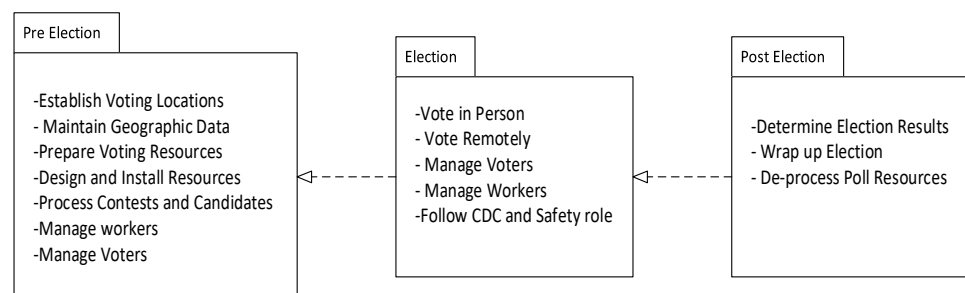 Pre Election
-Establish Voting Locations
- Maintain Geographic Data
-Prepare Voting Resources
-Design and Install Resources
-Process Contests and Candidates
-Manage workers
-Manage Voters
Election
-Vote in Person
- Vote Remotely
- Manage Voters
- Manage Workers
-Follow CDC and Safety role
Post Election
-Determine Election Results
- Wrap up Election
- De-process Poll Resources